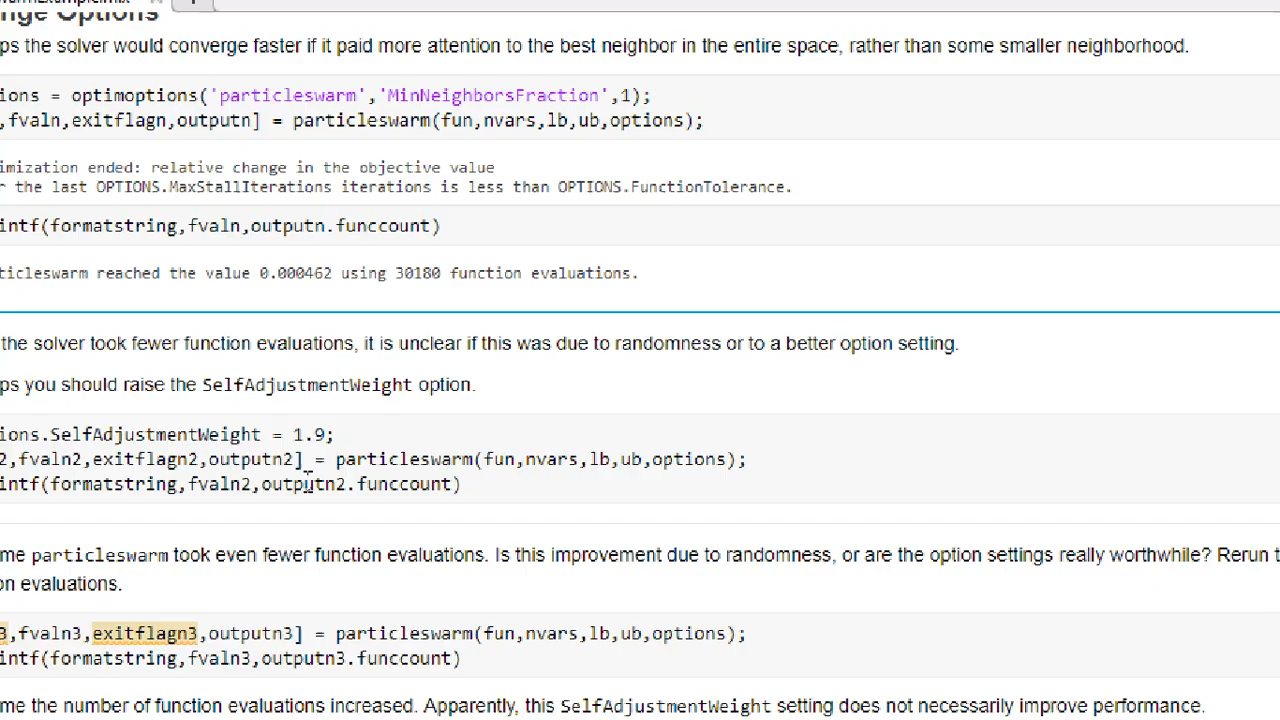 nge Options
ps the solver would converge faster if it paid more attention to the best neighbor in the entire space, rather than some smaller neighborhood.
ions = optimoptions('particleswarm','MinNeighborsFraction',1);
,fvaln,exitflagn,outputn] = particleswarm(fun,nvars,lb,ub,options);
imization ended: relative change in the objective value
r the last OPTIONS.MaxStallIterations iterations is less than OPTIONS.FunctionTolerance.
intf(formatstring,fvaln,outputn.funccount)
ticleswarm reached the value 0.000462 using 30180 function evaluations.
the solver took fewer function evaluations, it is unclear if this was due to randomness or to a better option setting.
ps you should raise the SelfAdjustmentWeight option.
ions.SelfAdjustmentWeight = 1.9;
2,fvaln2,exitflagn2,outputn2] = particleswarm(fun,nvars,lb,ub,options);
intf(formatstring,fvaln2,outputn2.funccount)
me particleswarm took even fewer function evaluations. Is this improvement due to randomness, or are the option settings really worthwhile? Rerun t
on evaluations.
3,fvaln3,exitflagn3,outputn3] = particleswarm(fun,nvars,lb,ub,options);
intf(formatstring,fvaln3,outputn3.funccount)
me the number of function evaluations increased. Apparently, this SelfAdjustmentWeight setting does not necessarily improve performance.